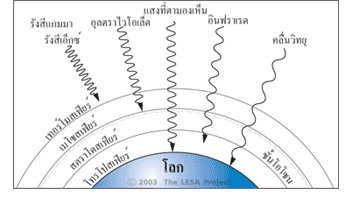 รังสีแกมมา
รังสีเอ็กซ์
อุลตราไวโอเล็ต
แสงที่ตามองเห็น
อินฟราเรด
คลื่นวิทยุ
เทอร์โมสเฟียร์
เมโซสเฟียร์
สตราโตสเฟียร์
โทรโปสเฟียร์
ชั้นโอโซน
โลก
© 2003 The LESA Project